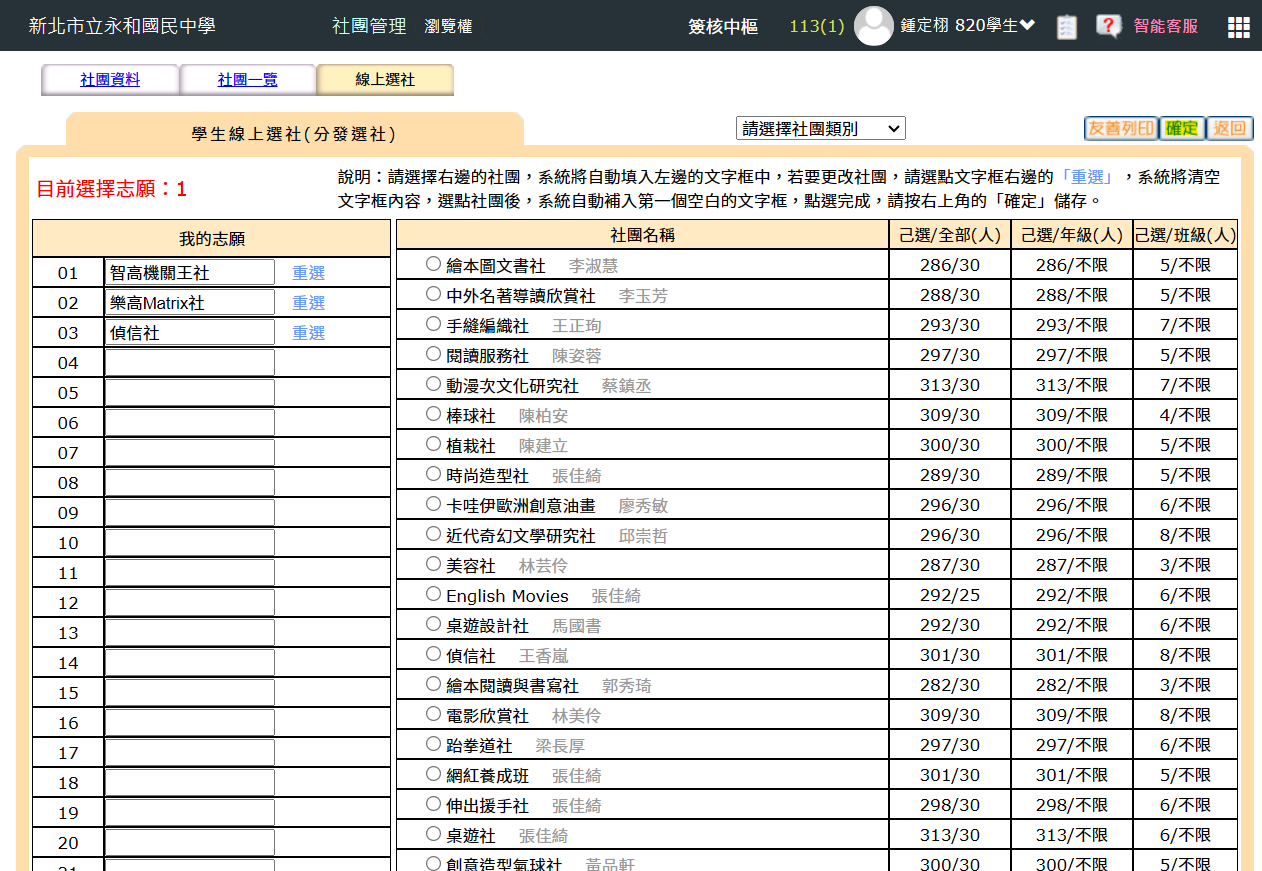 新北市立永和國民中學 社團管理 瀏覽權 簽核中樞 113(1) 鍾定栩 820學生 智能客服
社團資料 社團一覽 線上選社
學生線上選社(分發選社) 請選擇社團類別 友善列印 確定 返回
目前選擇志願：1
說明：請選擇右邊的社團，系統將自動填入左邊的文字框中，若要更改社團，請選點文字框右邊的「重選」，系統將清空
文字框內容，選點社團後，系統自動補入第一個空白的文字框，點選完成，請按右上角的「確定」儲存。
我的志願
01 智高機關王社 重選
02 樂高Matrix社 重選
03 偵信社 重選
04
05
06
07
08
09
10
11
12
13
14
15
16
17
18
19
20
21
社團名稱 己選/全部(人) 己選/年級(人) 己選/班級(人)
繪本圖文書社 李淑慧 286/30 286/不限 5/不限
中外名著導讀欣賞社 李玉芳 288/30 288/不限 5/不限
手縫編織社 王正珣 293/30 293/不限 7/不限
閱讀服務社 陳姿蓉 297/30 297/不限 5/不限
動漫次文化研究社 蔡鎮丞 313/30 313/不限 7/不限
棒球社 陳柏安 309/30 309/不限 4/不限
植栽社 陳建立 300/30 300/不限 5/不限
時尚造型社 張佳綺 289/30 289/不限 5/不限
卡哇伊歐洲創意油畫 廖秀敏 296/30 296/不限 6/不限
近代奇幻文學研究社 邱崇哲 296/30 296/不限 8/不限
美容社 林芸伶 287/30 287/不限 3/不限
English Movies 張佳綺 292/25 292/不限 6/不限
桌遊設計社 馬國書 292/30 292/不限 6/不限
偵信社 王香嵐 301/30 301/不限 8/不限
繪本閱讀與書寫社 郭秀琦 282/30 282/不限 3/不限
電影欣賞社 林美伶 309/30 309/不限 8/不限
跆拳道社 梁長厚 297/30 297/不限 6/不限
網紅養成班 張佳綺 301/30 301/不限 5/不限
伸出援手社 張佳綺 298/30 298/不限 6/不限
桌遊社 張佳綺 313/30 313/不限 6/不限
創意造型氣球社 黃品軒 300/30 300/不限 5/不限